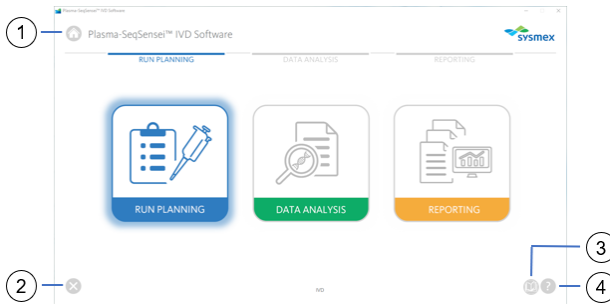 Plasma-SeqSensei™ IVD Software
1
Plasma-SeqSensei™ IVD Software
sysmex
RUN PLANNING
DATA ANALYSIS
REPORTING
RUN PLANNING
DATA ANALYSIS
REPORTING
3
2
IVD
?
4